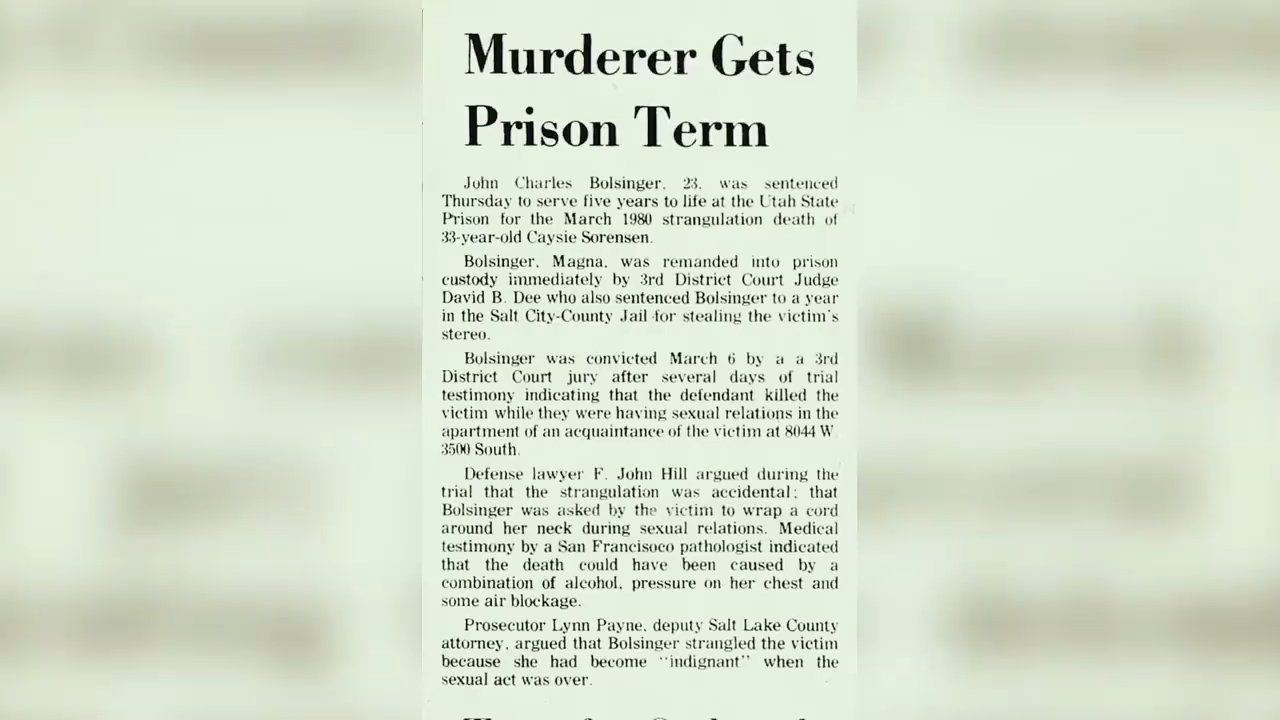 Murderer Gets
Prison Term
John Charles Bolsinger, 23, was sentenced
Thursday to serve five years to life at the Utah State
Prison for the March 1980 strangulation death of
33-year-old Caysie Sorensen.
Bolsinger, Magna, was remanded into prison
custody immediately by 3rd District Court Judge
David B. Dee who also sentenced Bolsinger to a year
in the Salt City-County Jail for stealing the victim's
stereo.
Bolsinger was convicted March 6 by a a 3rd
District Court jury after several days of trial
testimony indicating that the defendant killed the
victim while they were having sexual relations in the
apartment of an acquaintance of the victim at 8044 W.
3500 South.
Defense lawyer F. John Hill argued during the
trial that the strangulation was accidental; that
Bolsinger was asked by the victim to wrap a cord
around her neck during sexual relations. Medical
testimony by a San Francisoco pathologist indicated
that the death could have been caused by a
combination of alcohol, pressure on her chest and
some air blockage.
Prosecutor Lynn Payne, deputy Salt Lake County
attorney, argued that Bolsinger strangled the victim
because she had become "indignant" when the
sexual act was over.